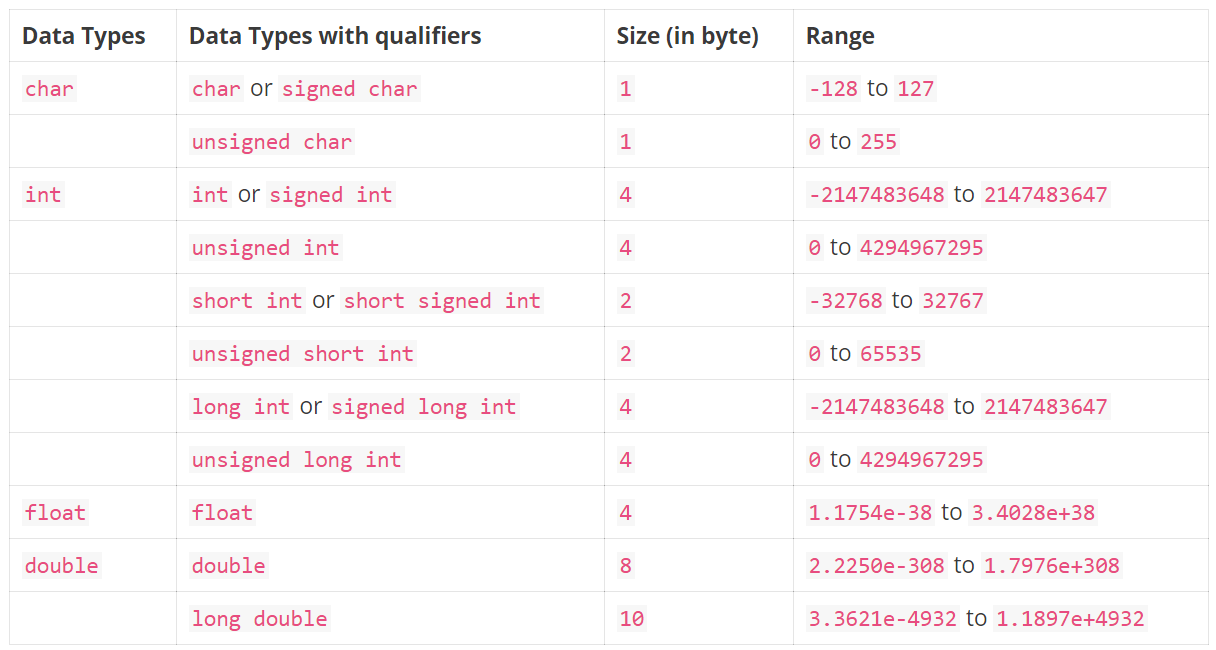 Data Types Data Types with qualifiers Size (in byte) Range
char char or signed char 1 -128 to 127
unsigned char 1 0 to 255
int int or signed int 4 -2147483648 to 2147483647
unsigned int 4 0 to 4294967295
short int or short signed int 2 -32768 to 32767
unsigned short int 2 0 to 65535
long int or signed long int 4 -2147483648 to 2147483647
unsigned long int 4 0 to 4294967295
float float 4 1.1754e-38 to 3.4028e+38
double double 8 2.2250e-308 to 1.7976e+308
long double 10 3.3621e-4932 to 1.1897e+4932